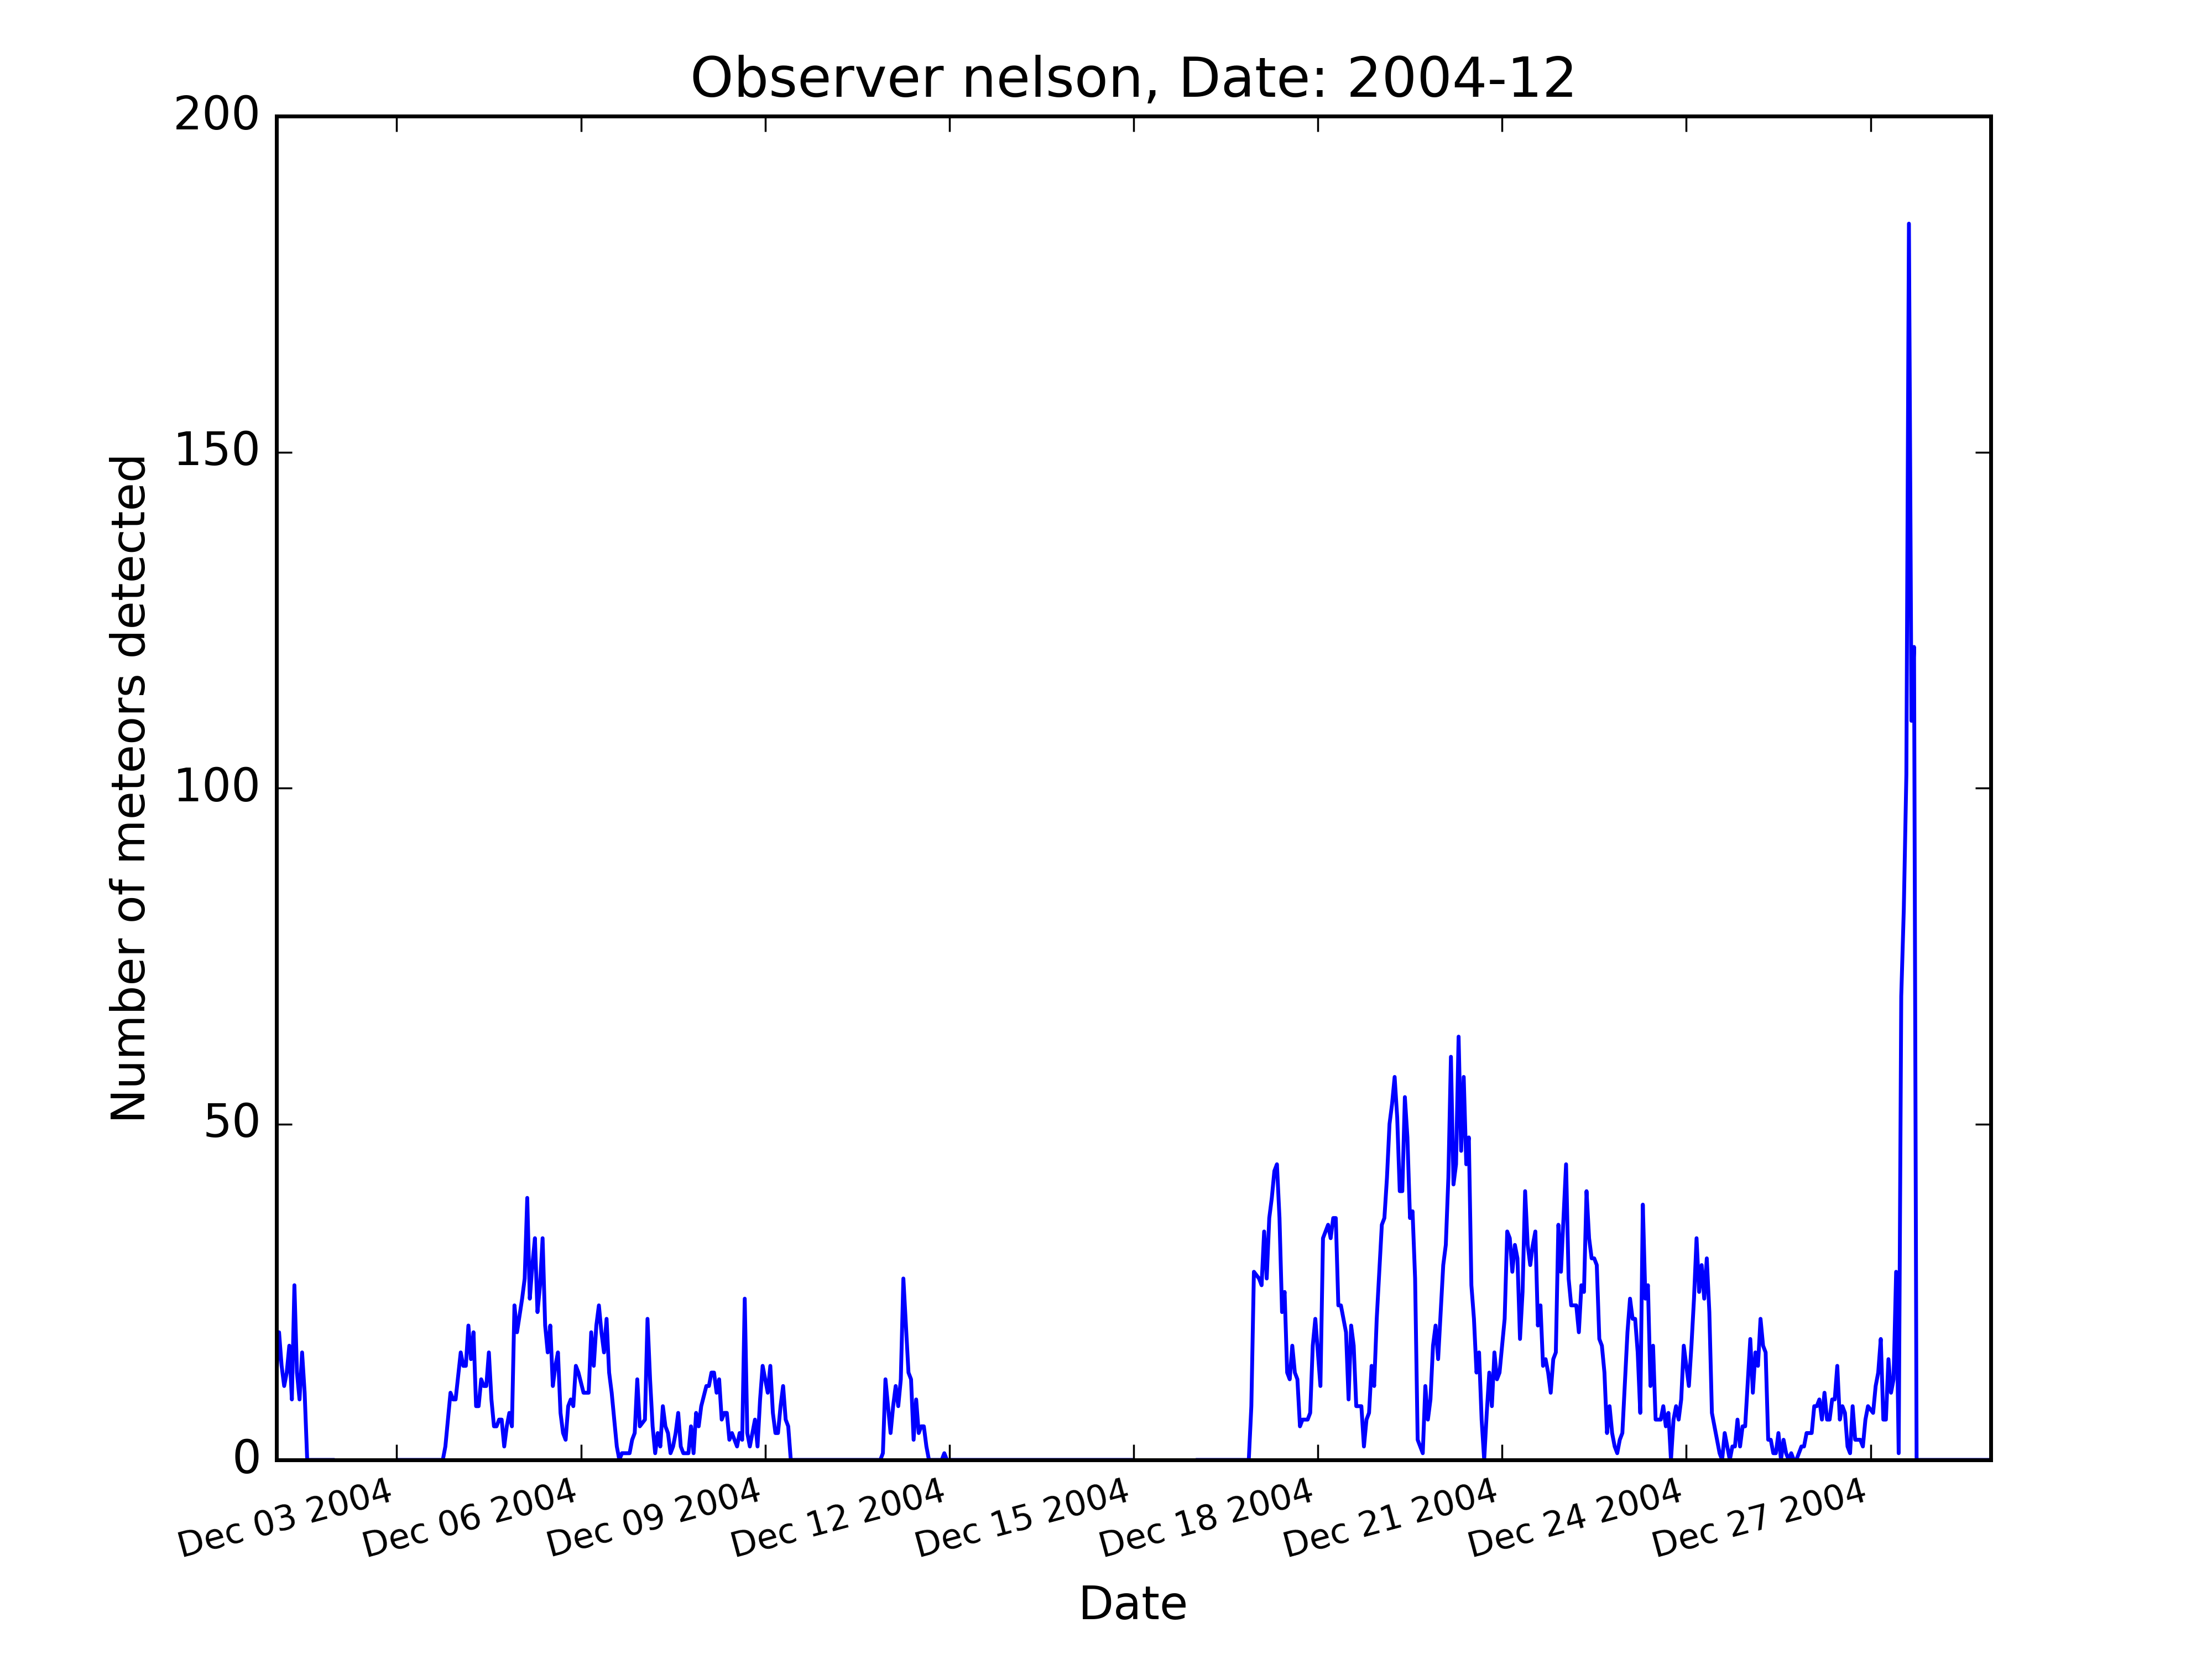 Observer nelson, Date: 2004-12
200
150
100
50
0
Number of meteors detected
Dec 03 2004
Dec 06 2004
Dec 09 2004
Dec 12 2004
Dec 15 2004
Dec 18 2004
Dec 21 2004
Dec 24 2004
Dec 27 2004
Date